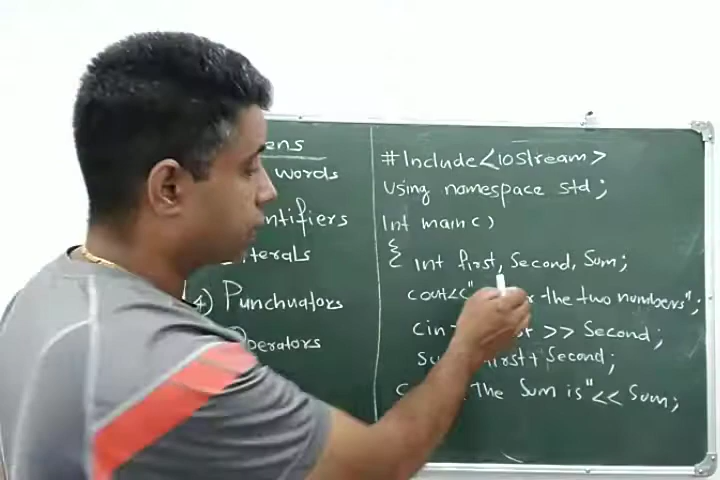 ens
words
ntifiers
terals
4) Punchuators
perators
#Include<IoStream>
Using namespace std;
Int main()
{ Int first, Second, Sum;
cout<<" the two numbers";
cin >> Second;
first+Second;
The Sum is"<< Sum;